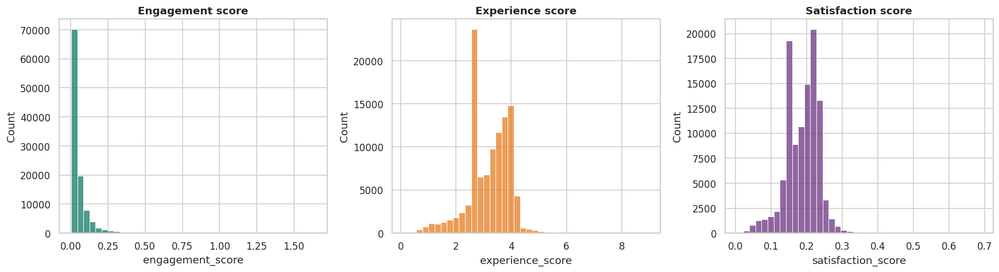 Engagement score
70000
60000
50000
40000
30000
20000
10000
0
Count
0.00 0.25 0.50 0.75 1.00 1.25 1.50
engagement_score
Experience score
20000
15000
10000
5000
0
Count
0 2 4 6 8
experience_score
Satisfaction score
20000
17500
15000
12500
10000
7500
5000
2500
0
Count
0.0 0.1 0.2 0.3 0.4 0.5 0.6 0.7
satisfaction_score